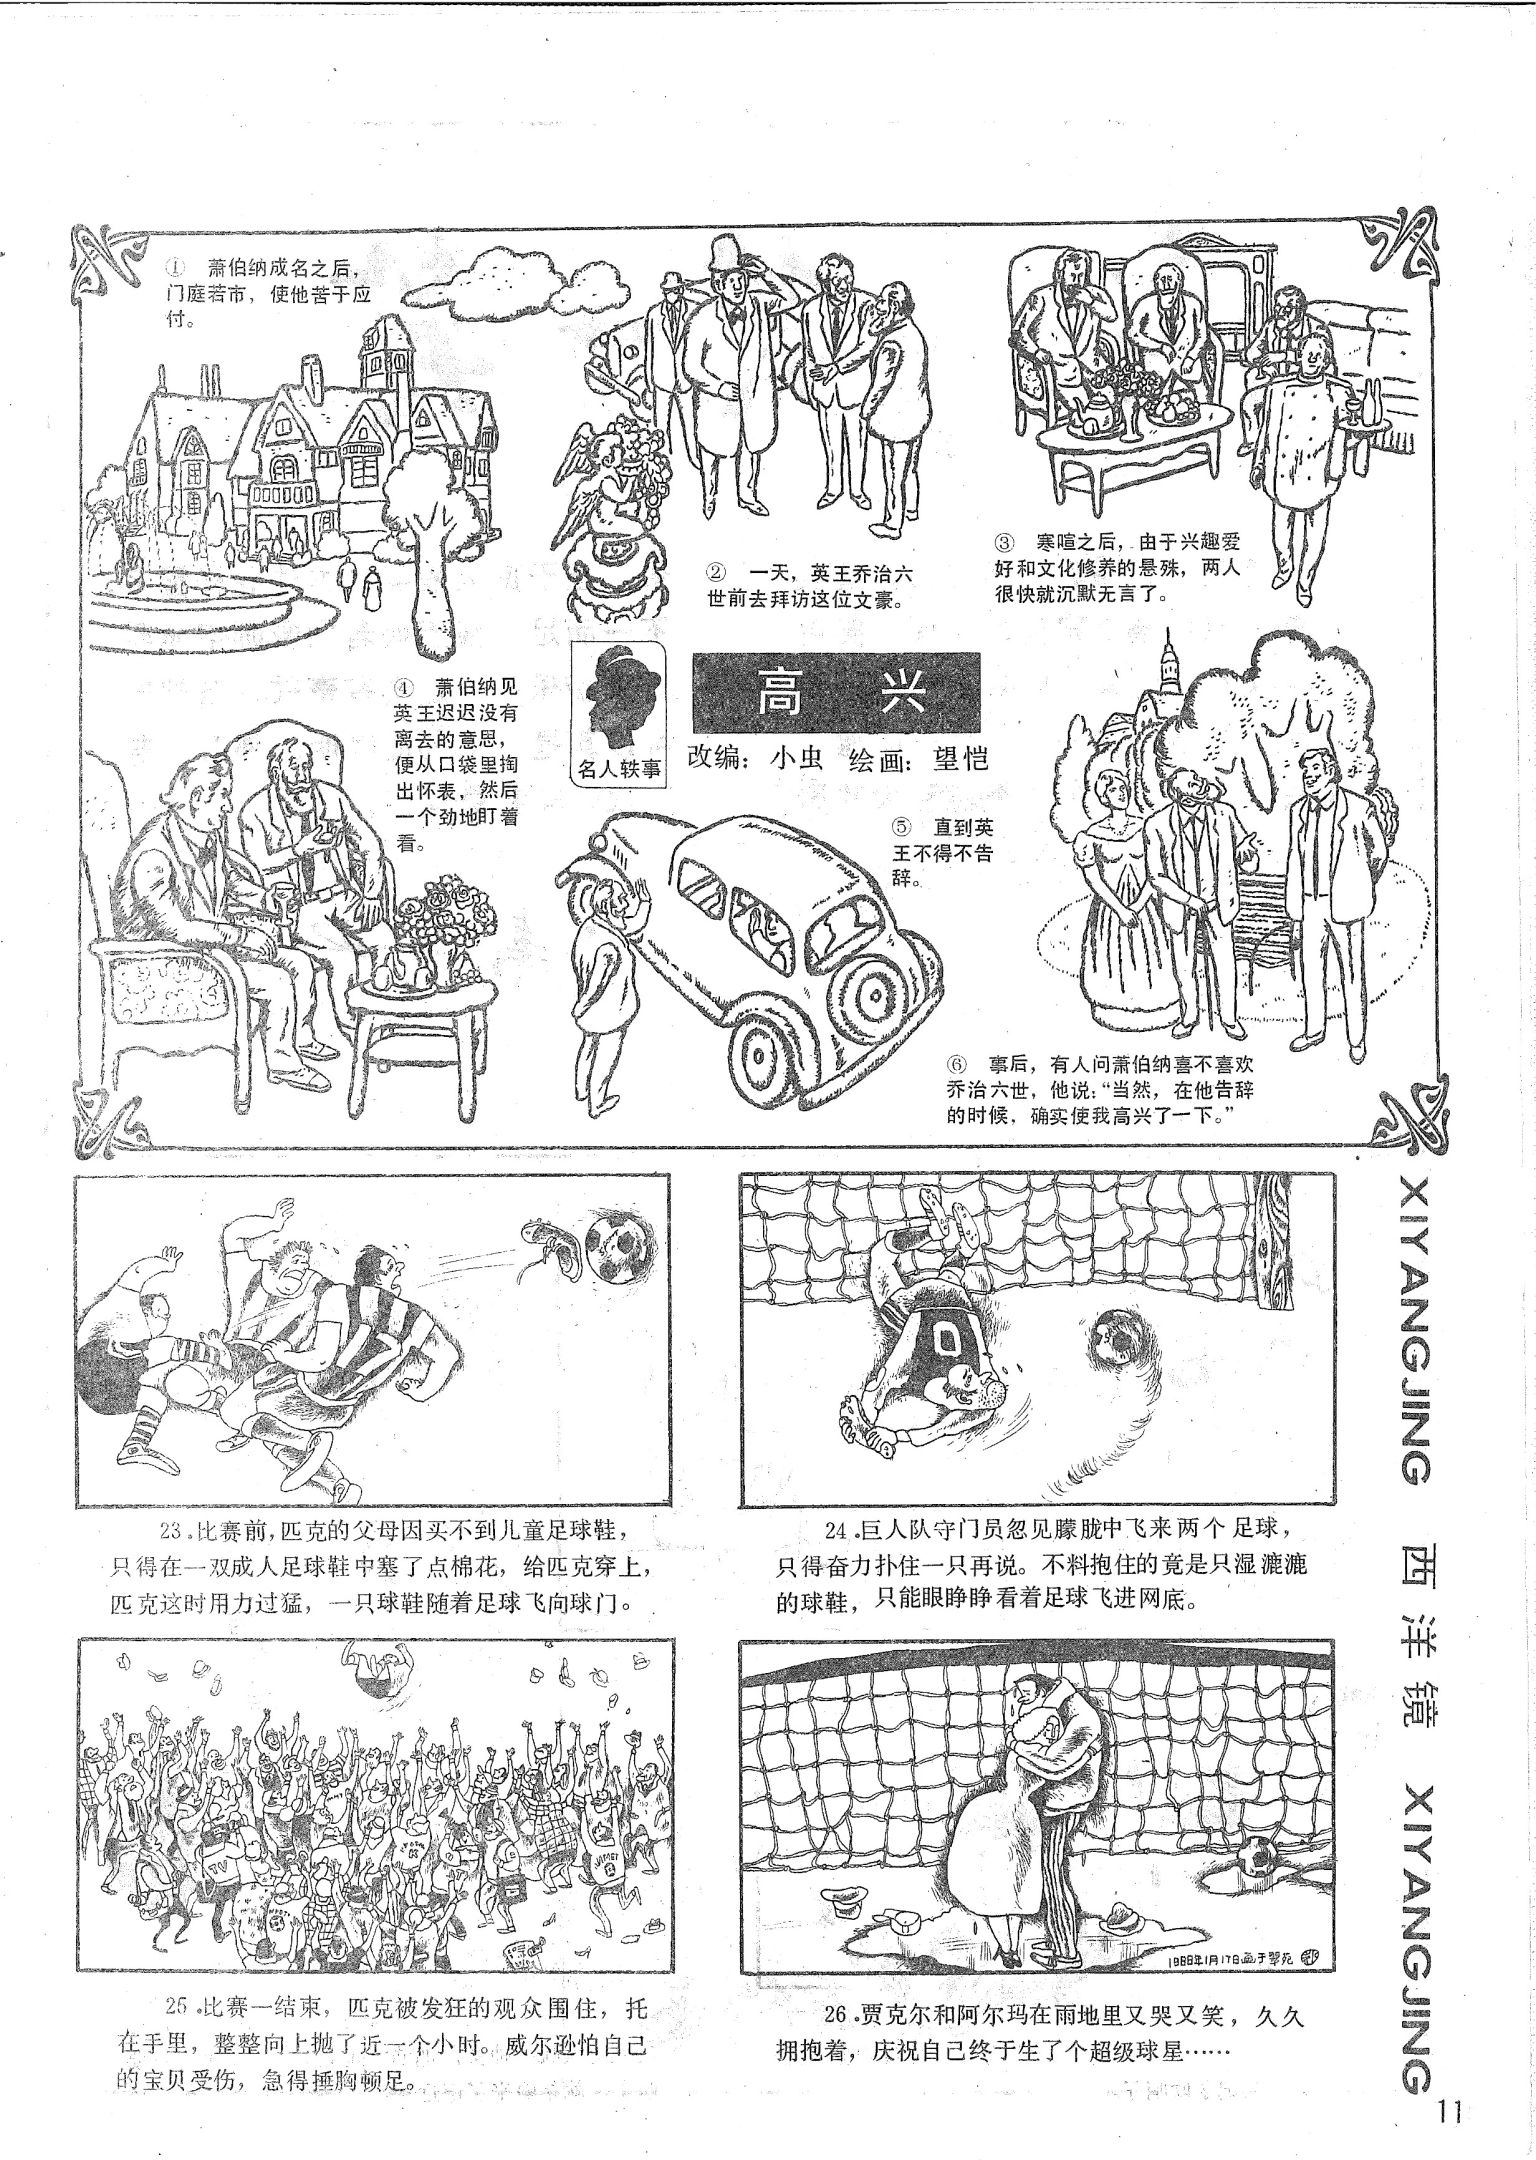 ① 萧伯纳成名之后，
门庭若市，使他苦于应
付。
② 一天，英王乔治六
世前去拜访这位文豪。
③ 寒喧之后，由于兴趣爱
好和文化修养的悬殊，两人
很快就沉默无言了。
名人轶事
高 兴
改编：小虫 绘画：望恺
④ 萧伯纳见
英王迟迟没有
离去的意思，
便从口袋里掏
出怀表，然后
一个劲地盯着
看。
⑤ 直到英
王不得不告
辞。
⑥ 事后，有人问萧伯纳喜不喜欢
乔治六世，他说：“当然，在他告辞
的时候，确实使我高兴了一下。”
23.比赛前，匹克的父母因买不到儿童足球鞋，
只得在一双成人足球鞋中塞了点棉花，给匹克穿上，
匹克这时用力过猛，一只球鞋随着足球飞向球门。
0
24.巨人队守门员忽见朦胧中飞来两个足球，
只得奋力扑住一只再说。不料抱住的竟是只湿漉漉
的球鞋，只能眼睁睁看着足球飞进网底。
TV
25.比赛一结束，匹克被发狂的观众围住，托
在手里，整整向上抛了近一个小时。威尔逊怕自己
的宝贝受伤，急得捶胸顿足。
1988年1月17日画于翠苑
26.贾克尔和阿尔玛在雨地里又哭又笑，久久
拥抱着，庆祝自己终于生了个超级球星……
XIYANGJING 西洋镜 XIYANGJING
11